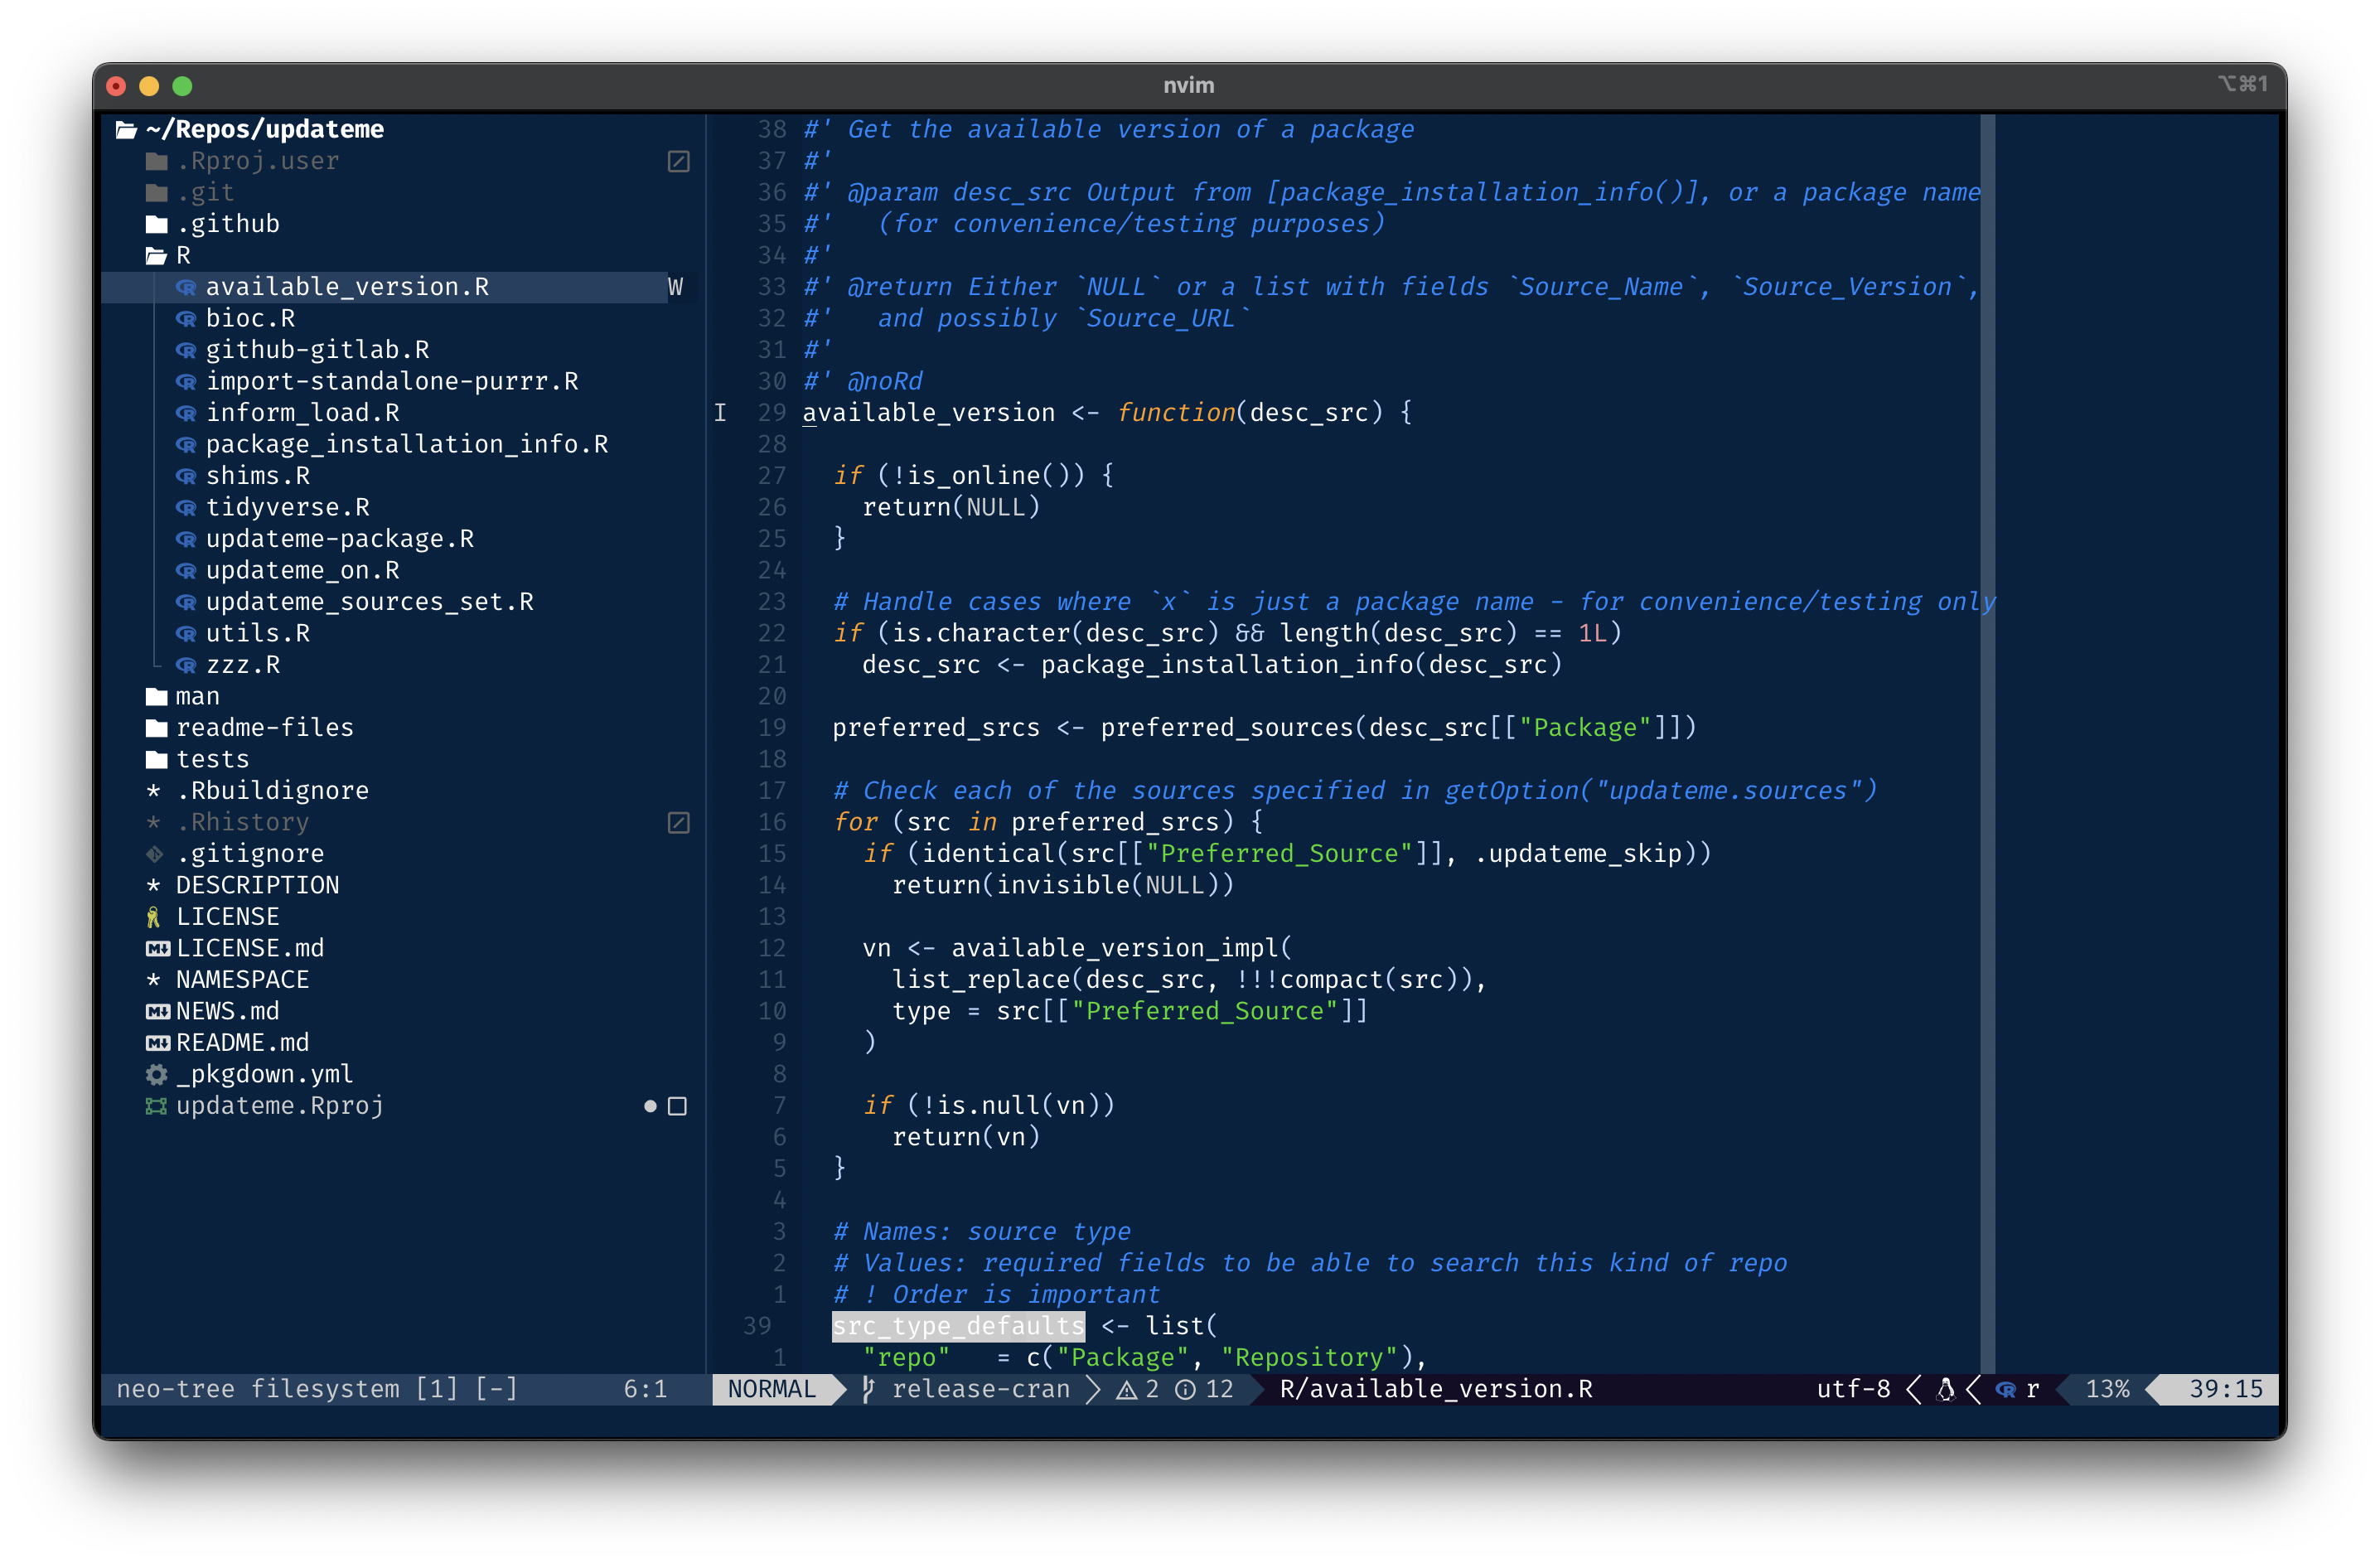 nvim
⌥⌘1
~/Repos/updateme
.Rproj.user
.git
.github
R
available_version.R W
bioc.R
github-gitlab.R
import-standalone-purrr.R
inform_load.R
package_installation_info.R
shims.R
tidyverse.R
updateme-package.R
updateme_on.R
updateme_sources_set.R
utils.R
zzz.R
man
readme-files
tests
* .Rbuildignore
* .Rhistory
.gitignore
* DESCRIPTION
LICENSE
LICENSE.md
* NAMESPACE
NEWS.md
README.md
_pkgdown.yml
updateme.Rproj
neo-tree filesystem [1] [-] 6:1
38 #' Get the available version of a package
37 #'
36 #' @param desc_src Output from [package_installation_info()], or a package name
35 #'   (for convenience/testing purposes)
34 #'
33 #' @return Either `NULL` or a list with fields `Source_Name`, `Source_Version`,
32 #'   and possibly `Source_URL`
31 #'
30 #' @noRd
I 29 available_version <- function(desc_src) {
28
27   if (!is_online()) {
26     return(NULL)
25   }
24
23   # Handle cases where `x` is just a package name - for convenience/testing only
22   if (is.character(desc_src) && length(desc_src) == 1L)
21     desc_src <- package_installation_info(desc_src)
20
19   preferred_srcs <- preferred_sources(desc_src[["Package"]])
18
17   # Check each of the sources specified in getOption("updateme.sources")
16   for (src in preferred_srcs) {
15     if (identical(src[["Preferred_Source"]], .updateme_skip))
14       return(invisible(NULL))
13
12     vn <- available_version_impl(
11       list_replace(desc_src, !!!compact(src)),
10       type = src[["Preferred_Source"]]
9     )
8
7     if (!is.null(vn))
6       return(vn)
5   }
4
3   # Names: source type
2   # Values: required fields to be able to search this kind of repo
1   # ! Order is important
39   src_type_defaults <- list(
1     "repo"   = c("Package", "Repository"),
NORMAL release-cran 2 12 R/available_version.R utf-8 r 13% 39:15